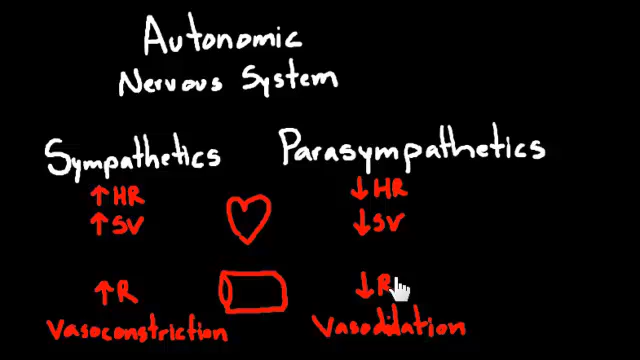 Autonomic
Nervous System
Sympathetics Parasympathetics
↑HR ↓HR
↑SV ↓SV
↑R ↓R
Vasoconstriction Vasodilation